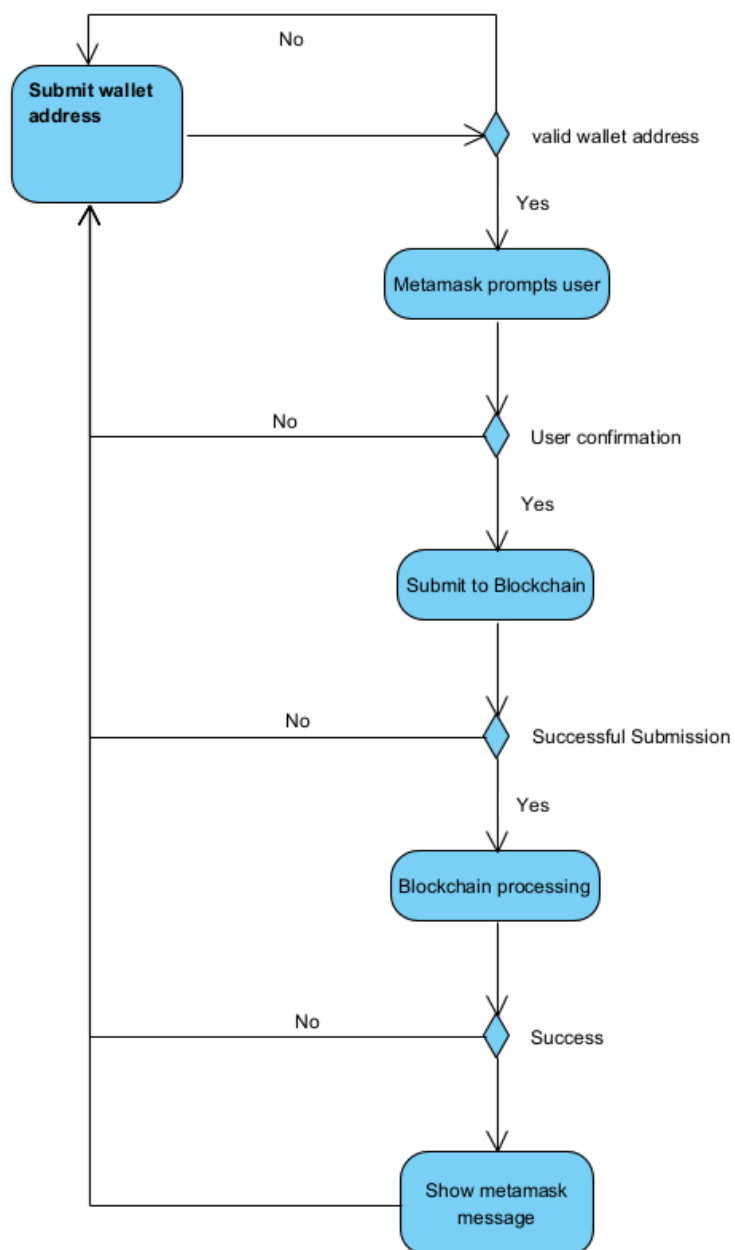 No
Submit wallet
address
valid wallet address
Yes
Metamask prompts user
No
User confirmation
Yes
Submit to Blockchain
No
Successful Submission
Yes
Blockchain processing
No
Success
Show metamask
message